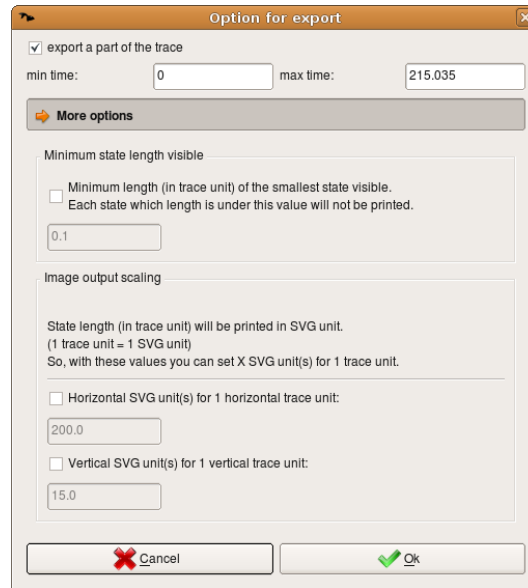 Option for export
export a part of the trace
min time: 0 max time: 215.035
More options
Minimum state length visible
Minimum length (in trace unit) of the smallest state visible.
Each state which length is under this value will not be printed.
0.1
Image output scaling
State length (in trace unit) will be printed in SVG unit.
(1 trace unit = 1 SVG unit)
So, with these values you can set X SVG unit(s) for 1 trace unit.
Horizontal SVG unit(s) for 1 horizontal trace unit:
200.0
Vertical SVG unit(s) for 1 vertical trace unit:
15.0
Cancel Ok